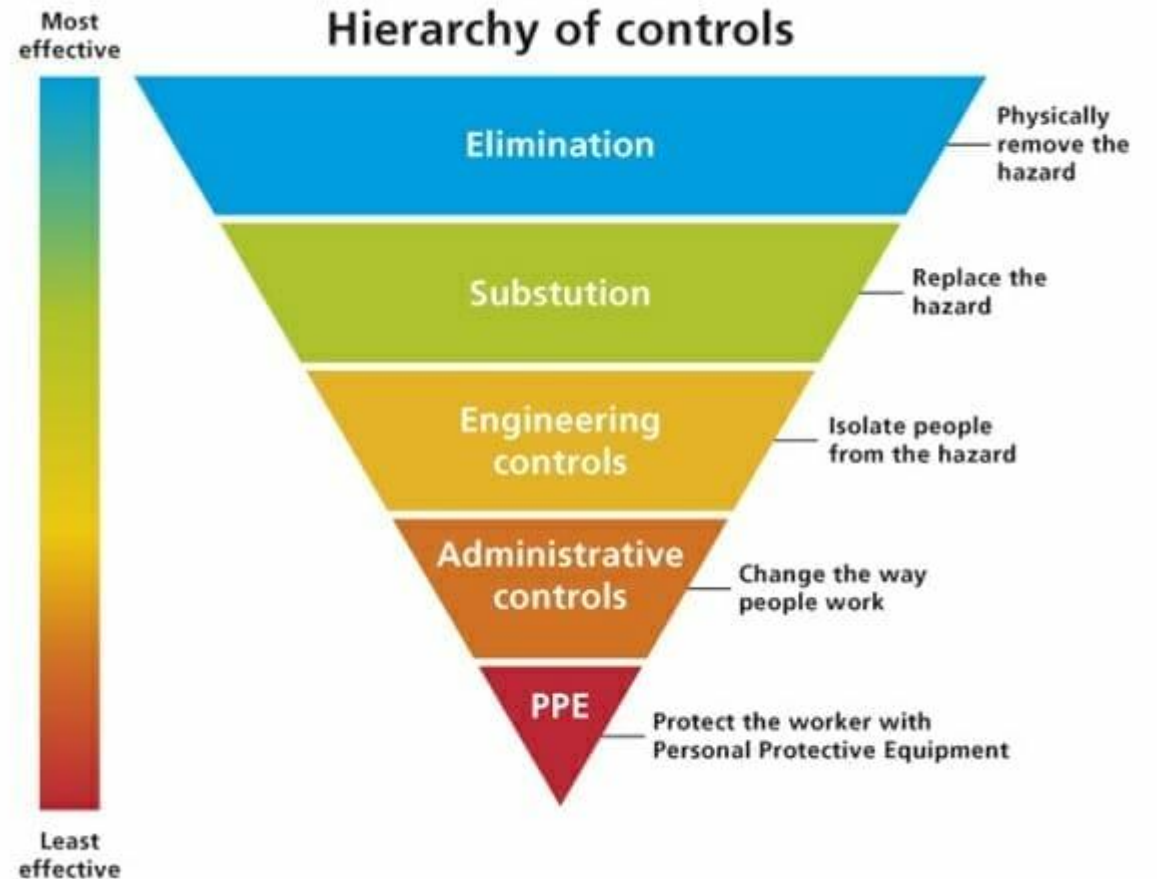 Hierarchy of controls
Most
effective
Elimination
Physically
remove the
hazard
Substution
Replace the
hazard
Engineering
controls
Isolate people
from the hazard
Administrative
controls
Change the way
people work
PPE
Protect the worker with
Personal Protective Equipment
Least
effective